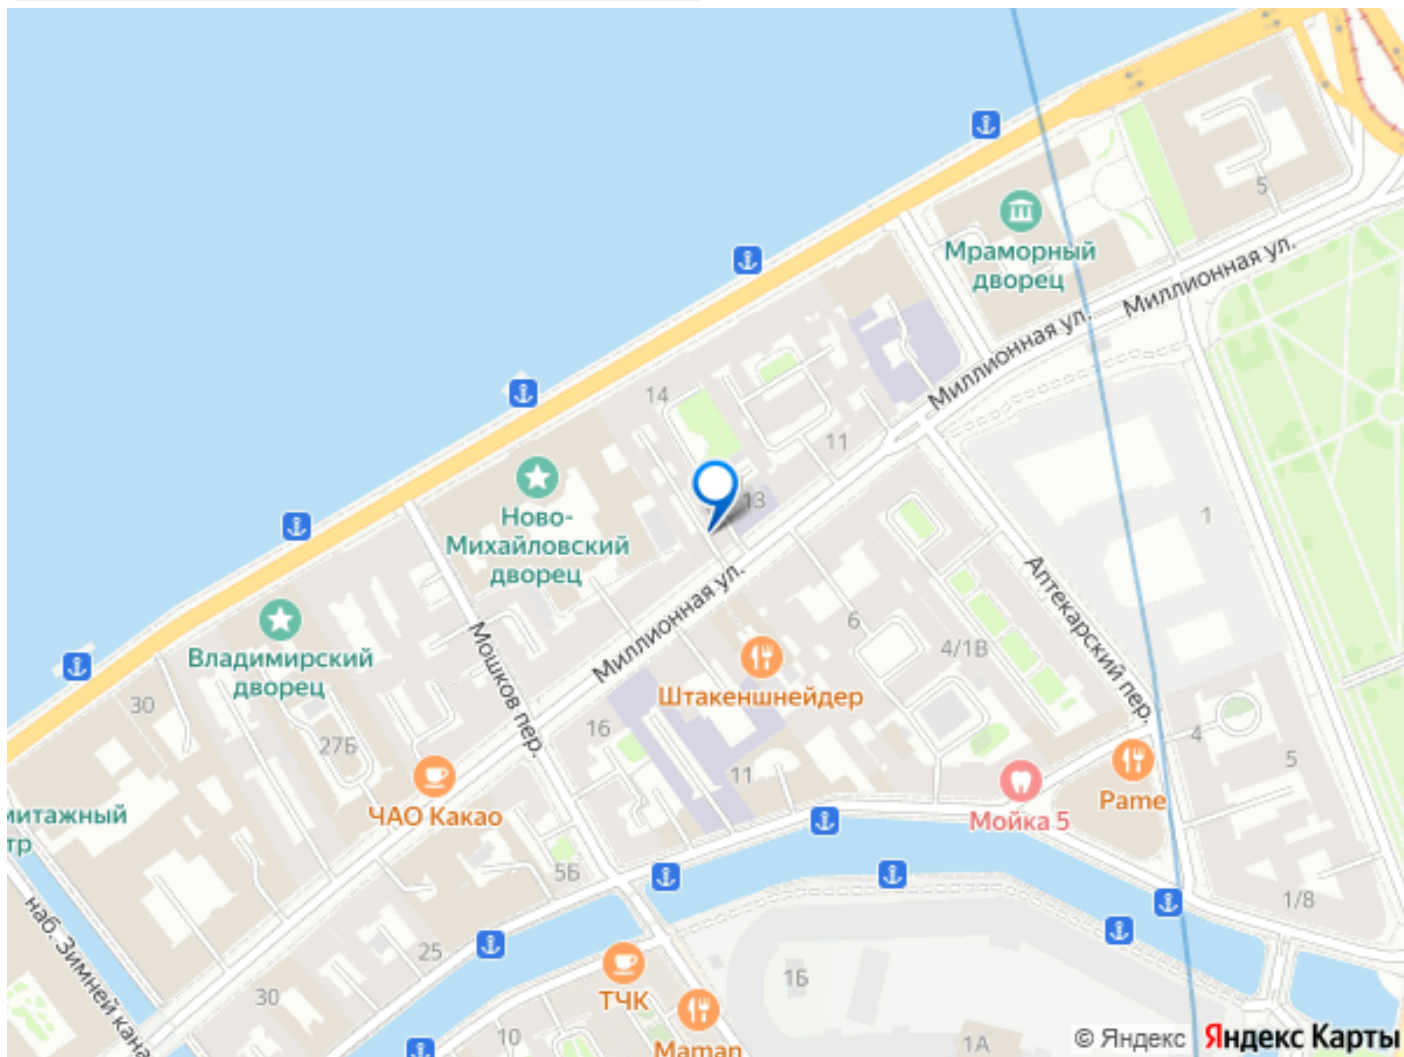 5
Мраморный
дворец
Миллионная ул.
Миллионная ул.
14
11
13
1
Ново-
Михайловский
дворец
Миллионная ул.
Аптекарский пер.
6
4/1В
Владимирский
дворец
Мошков пер.
Штакеншнейдер
30
27Б
16
11
4
5
ЧАО Какао
Pame
Мойка 5
митажный
тр
наб. Зимней кана
5Б
25
30
1/8
ТЧК
1Б
10
Maman
1А
© Яндекс Яндекс Карты